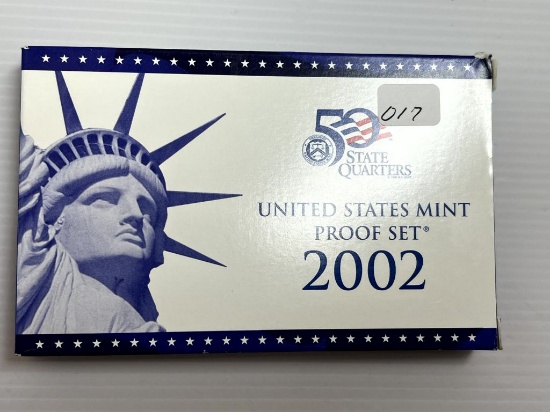 50
017
STATE
QUARTERS
UNITED STATES MINT
PROOF SET®
2002